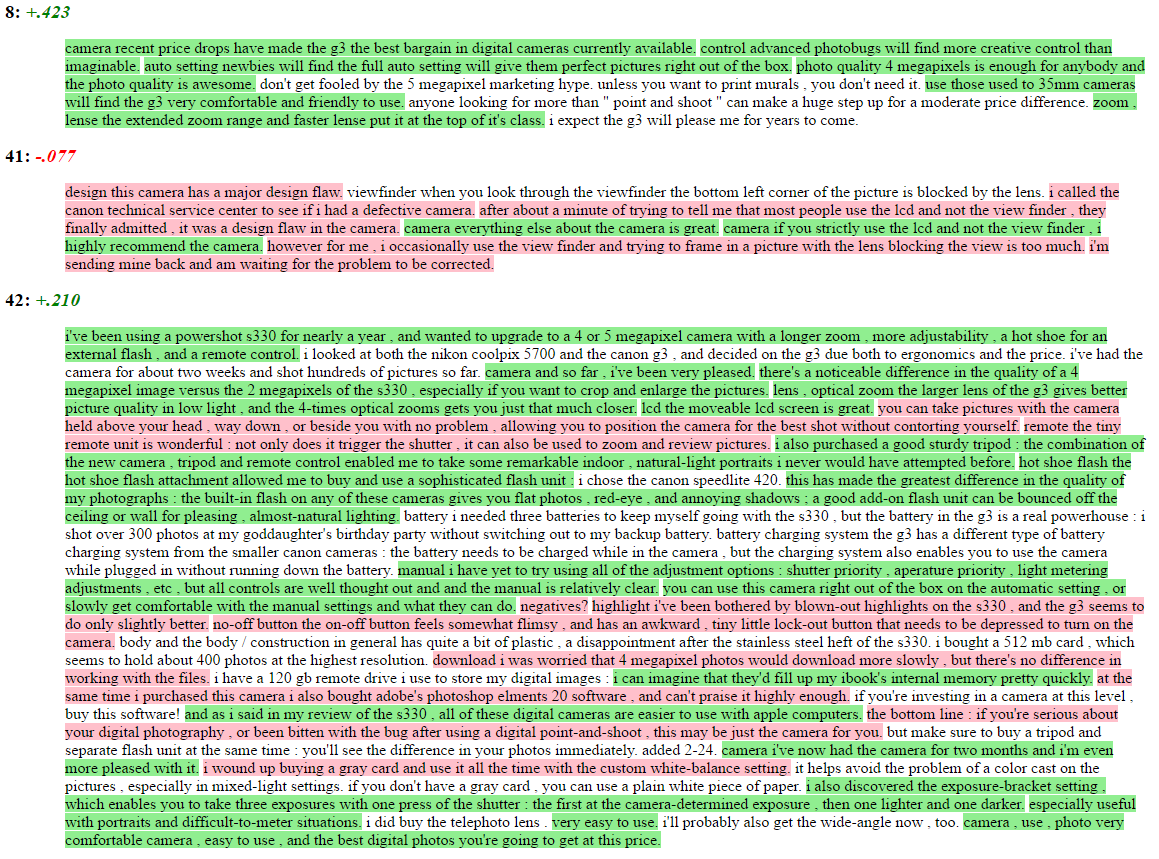 8: +.423
camera recent price drops have made the g3 the best bargain in digital cameras currently available. control advanced photobugs will find more creative control than
imaginable. auto setting newbies will find the full auto setting will give them perfect pictures right out of the box. photo quality 4 megapixels is enough for anybody and
the photo quality is awesome. don't get fooled by the 5 megapixel marketing hype. unless you want to print murals , you don't need it. use those used to 35mm cameras
will find the g3 very comfortable and friendly to use. anyone looking for more than " point and shoot " can make a huge step up for a moderate price difference. zoom ,
lense the extended zoom range and faster lense put it at the top of it's class. i expect the g3 will please me for years to come.
41: -.077
design this camera has a major design flaw. viewfinder when you look through the viewfinder the bottom left corner of the picture is blocked by the lens. i called the
canon technical service center to see if i had a defective camera. after about a minute of trying to tell me that most people use the lcd and not the view finder , they
finally admitted , it was a design flaw in the camera. camera everything else about the camera is great. camera if you strictly use the lcd and not the view finder , i
highly recommend the camera. however for me , i occasionally use the view finder and trying to frame in a picture with the lens blocking the view is too much. i'm
sending mine back and am waiting for the problem to be corrected.
42: +.210
i've been using a powershot s330 for nearly a year , and wanted to upgrade to a 4 or 5 megapixel camera with a longer zoom , more adjustability , a hot shoe for an
external flash , and a remote control. i looked at both the nikon coolpix 5700 and the canon g3 , and decided on the g3 due both to ergonomics and the price. i've had the
camera for about two weeks and shot hundreds of pictures so far. camera and so far , i've been very pleased. there's a noticeable difference in the quality of a 4
megapixel image versus the 2 megapixels of the s330 , especially if you want to crop and enlarge the pictures. lens , optical zoom the larger lens of the g3 gives better
picture quality in low light , and the 4-times optical zooms gets you just that much closer. lcd the moveable lcd screen is great. you can take pictures with the camera
held above your head , way down , or beside you with no problem , allowing you to position the camera for the best shot without contorting yourself. remote the tiny
remote unit is wonderful : not only does it trigger the shutter , it can also be used to zoom and review pictures. i also purchased a good sturdy tripod : the combination of
the new camera , tripod and remote control enabled me to take some remarkable indoor , natural-light portraits i never would have attempted before. hot shoe flash the
hot shoe flash attachment allowed me to buy and use a sophisticated flash unit : i chose the canon speedlite 420. this has made the greatest difference in the quality of
my photographs : the built-in flash on any of these cameras gives you flat photos , red-eye , and annoying shadows ; a good add-on flash unit can be bounced off the
ceiling or wall for pleasing , almost-natural lighting. battery i needed three batteries to keep myself going with the s330 , but the battery in the g3 is a real powerhouse : i
shot over 300 photos at my goddaughter's birthday party without switching out to my backup battery. battery charging system the g3 has a different type of battery
charging system from the smaller canon cameras : the battery needs to be charged while in the camera , but the charging system also enables you to use the camera
while plugged in without running down the battery. manual i have yet to try using all of the adjustment options : shutter priority , aperature priority , light metering
adjustments , etc , but all controls are well thought out and and the manual is relatively clear. you can use this camera right out of the box on the automatic setting , or
slowly get comfortable with the manual settings and what they can do. negatives? highlight i've been bothered by blown-out highlights on the s330 , and the g3 seems to
do only slightly better. no-off button the on-off button feels somewhat flimsy , and has an awkward , tiny little lock-out button that needs to be depressed to turn on the
camera. body and the body / construction in general has quite a bit of plastic , a disappointment after the stainless steel heft of the s330. i bought a 512 mb card , which
seems to hold about 400 photos at the highest resolution. download i was worried that 4 megapixel photos would download more slowly , but there's no difference in
working with the files. i have a 120 gb remote drive i use to store my digital images : i can imagine that they'd fill up my ibook's internal memory pretty quickly. at the
same time i purchased this camera i also bought adobe's photoshop elments 20 software , and can't praise it highly enough. if you're investing in a camera at this level ,
buy this software! and as i said in my review of the s330 , all of these digital cameras are easier to use with apple computers. the bottom line : if you're serious about
your digital photography , or been bitten with the bug after using a digital point-and-shoot , this may be just the camera for you. but make sure to buy a tripod and
separate flash unit at the same time : you'll see the difference in your photos immediately. added 2-24. camera i've now had the camera for two months and i'm even
more pleased with it. i wound up buying a gray card and use it all the time with the custom white-balance setting. it helps avoid the problem of a color cast on the
pictures , especially in mixed-light settings. if you don't have a gray card , you can use a plain white piece of paper. i also discovered the exposure-bracket setting ,
which enables you to take three exposures with one press of the shutter : the first at the camera-determined exposure , then one lighter and one darker. especially useful
with portraits and difficult-to-meter situations. i did buy the telephoto lens . very easy to use. i'll probably also get the wide-angle now , too. camera , use , photo very
comfortable camera , easy to use , and the best digital photos you're going to get at this price.